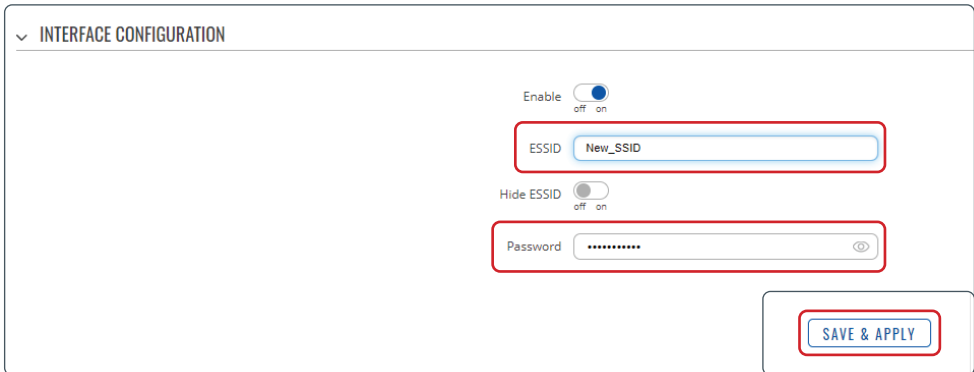 INTERFACE CONFIGURATION
Enable
off on
ESSID New_SSID
Hide ESSID
off on
Password •••••••••••
SAVE & APPLY